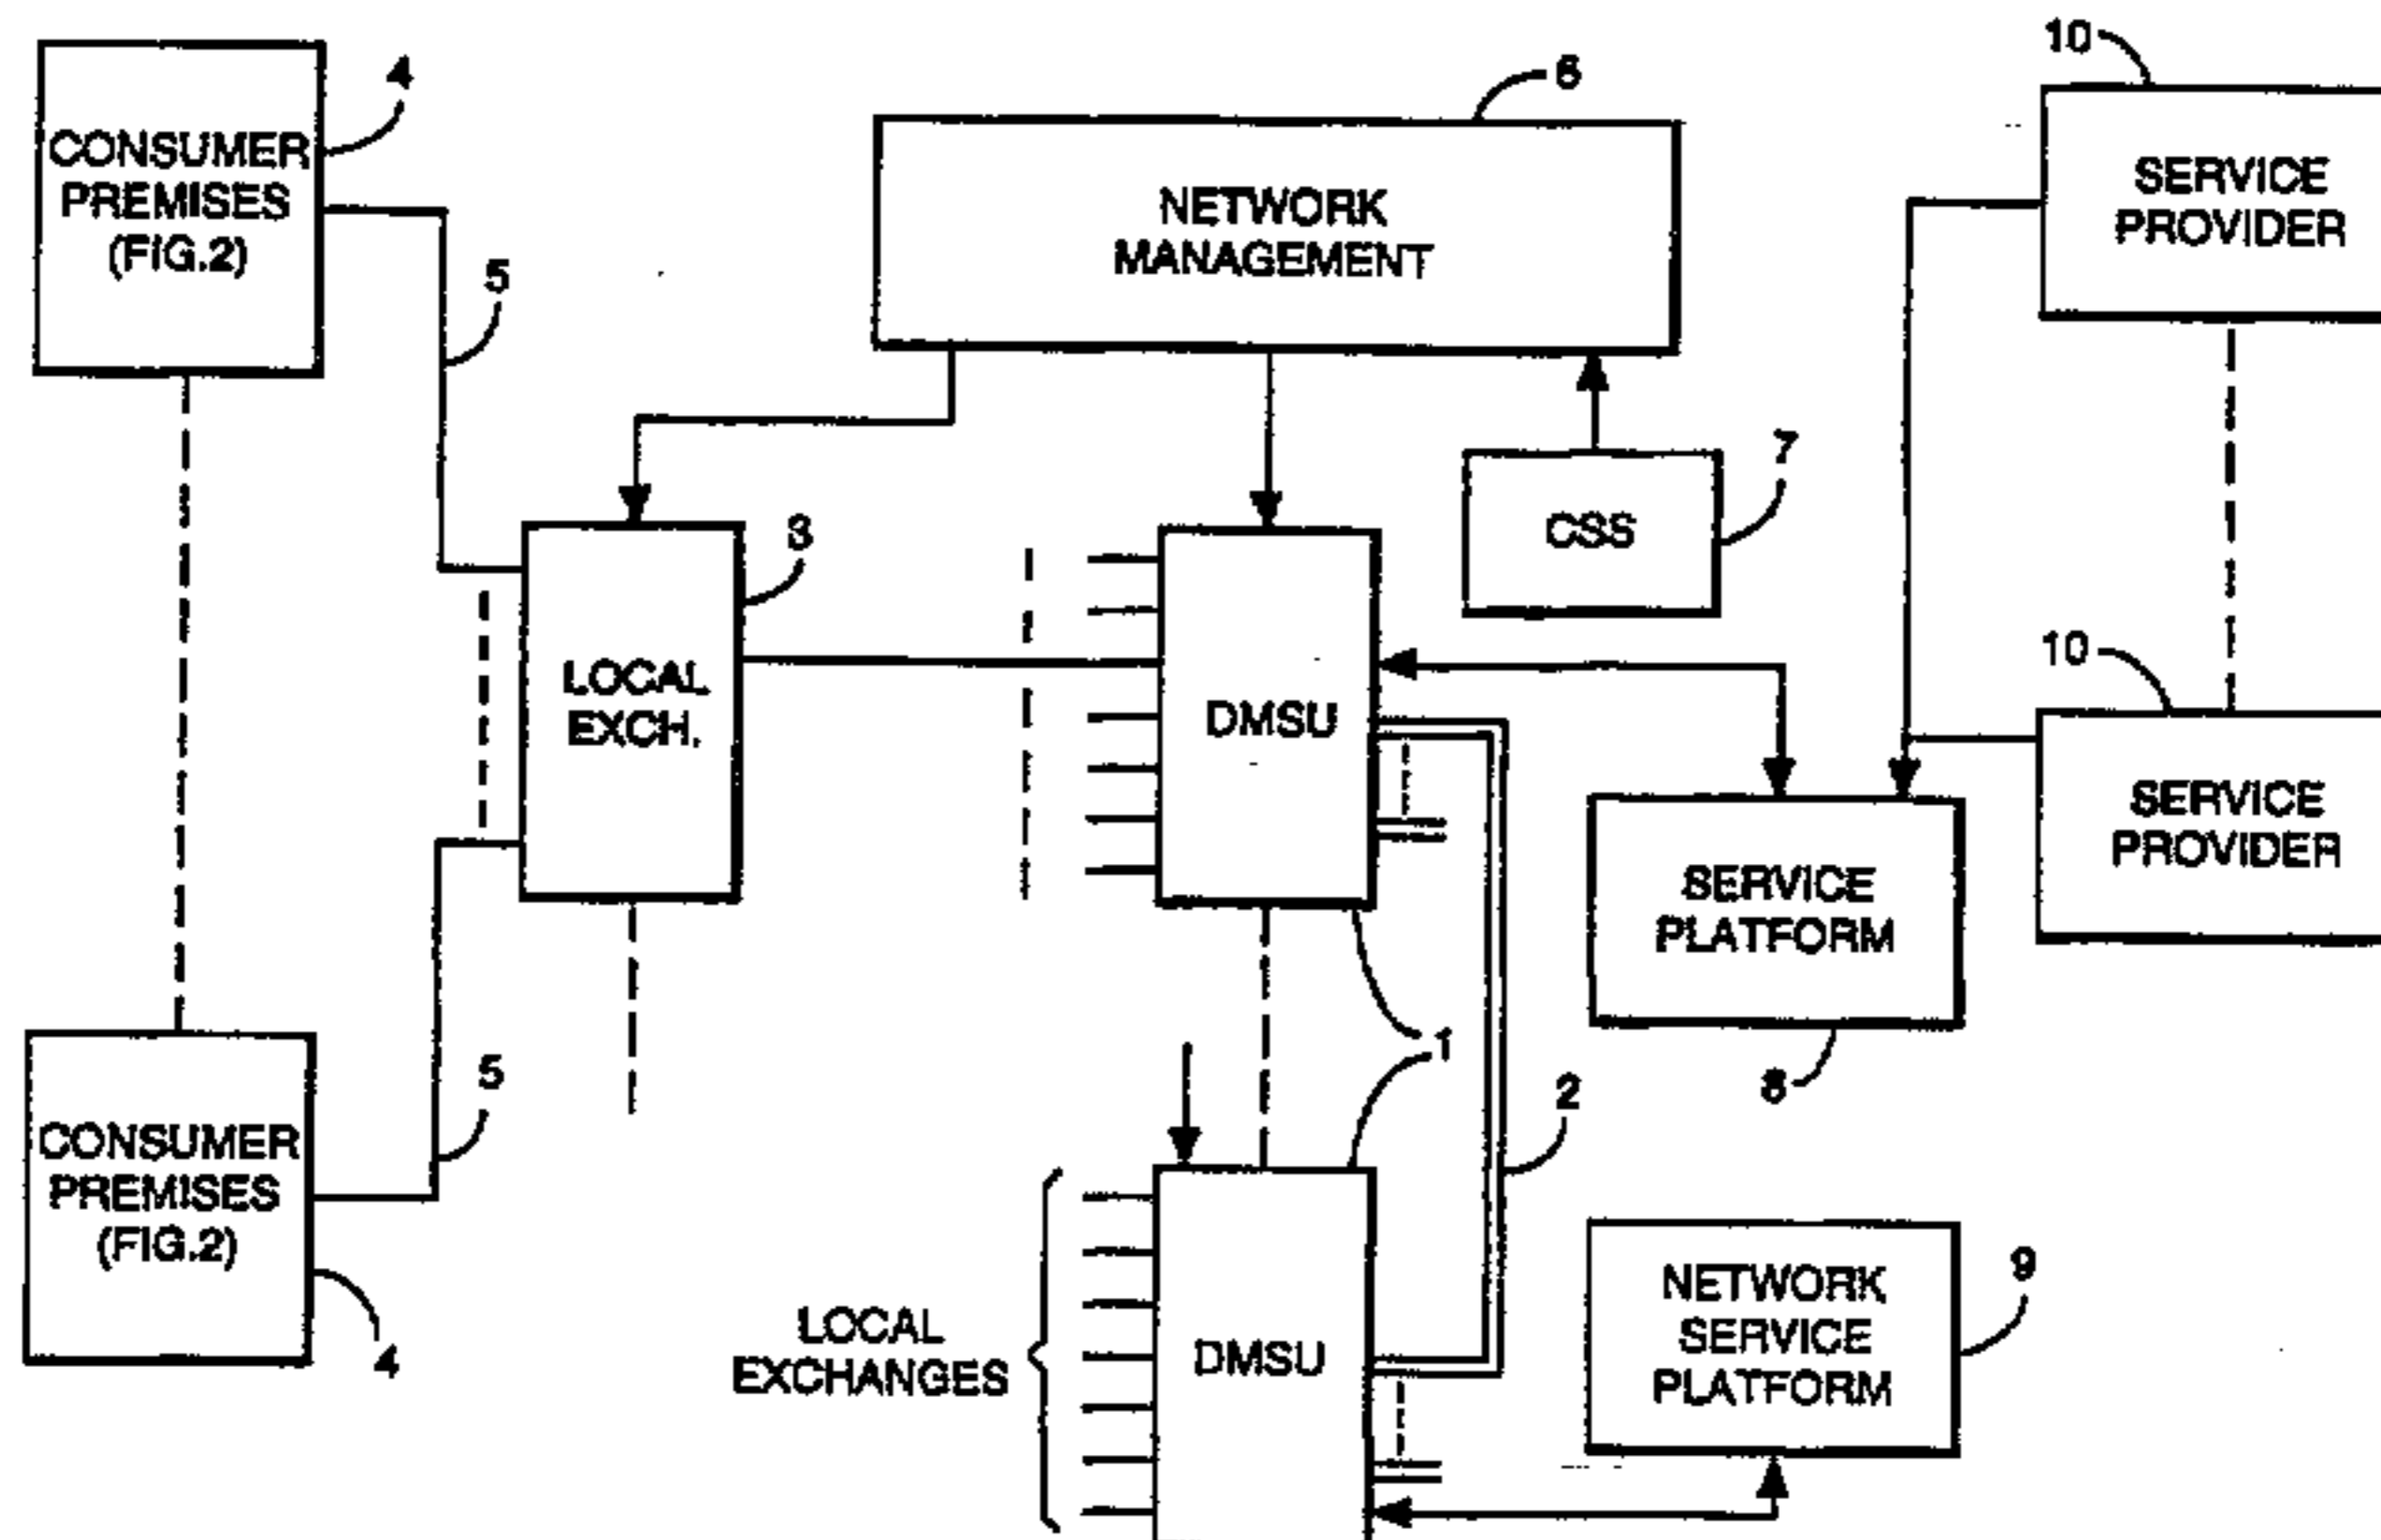 10
4
6
CONSUMER
PREMISES
(FIG.2)
SERVICE
PROVIDER
NETWORK
MANAGEMENT
5
7
CSS
3
10
LOCAL
EXCH.
DMSU
SERVICE
PROVIDER
SERVICE
PLATFORM
1
5
2
8
CONSUMER
PREMISES
(FIG.2)
4
LOCAL
EXCHANGES
DMSU
NETWORK
SERVICE
PLATFORM
9